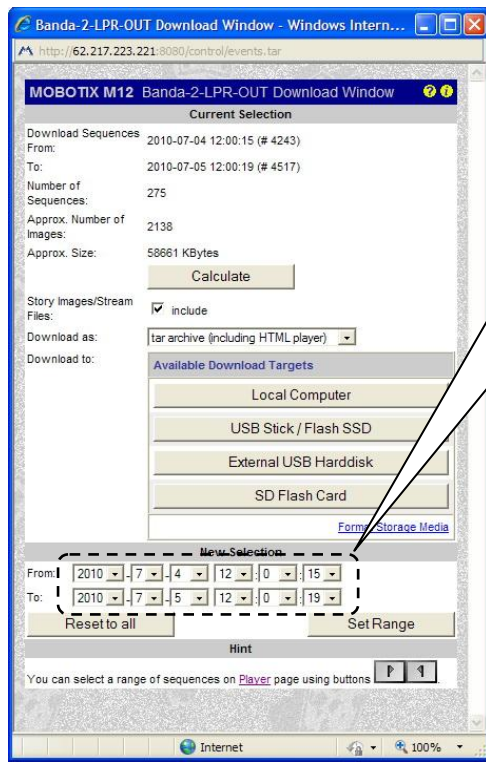 Banda-2-LPR-OUT Download Window - Windows Intern...
http://62.217.223.221:8080/control/events.tar
MOBOTIX M12 Banda-2-LPR-OUT Download Window ? i
Current Selection
Download Sequences
From: 2010-07-04 12:00:15 (# 4243)
To: 2010-07-05 12:00:19 (# 4517)
Number of
Sequences: 275
Approx. Number of
Images: 2138
Approx. Size: 58661 KBytes
Calculate
Story Images/Stream
Files: include
Download as: tar archive (including HTML player)
Download to: Available Download Targets
Local Computer
USB Stick / Flash SSD
External USB Harddisk
SD Flash Card
Format Storage Media
New Selection
From: 2010 - 7 - 4 12 : 0 : 15
To: 2010 - 7 - 5 12 : 0 : 19
Reset to all Set Range
Hint
You can select a range of sequences on Player page using buttons .
Internet 100%